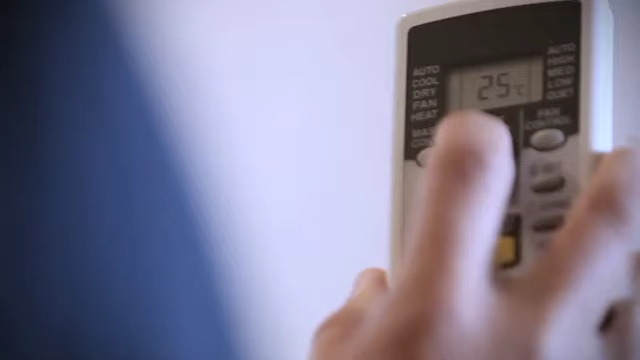 AUTO
COOL
DRY
FAN
HEAT
25°C
AUTO
HIGH
MED
LOW
QUIET
FAN
CONTROL